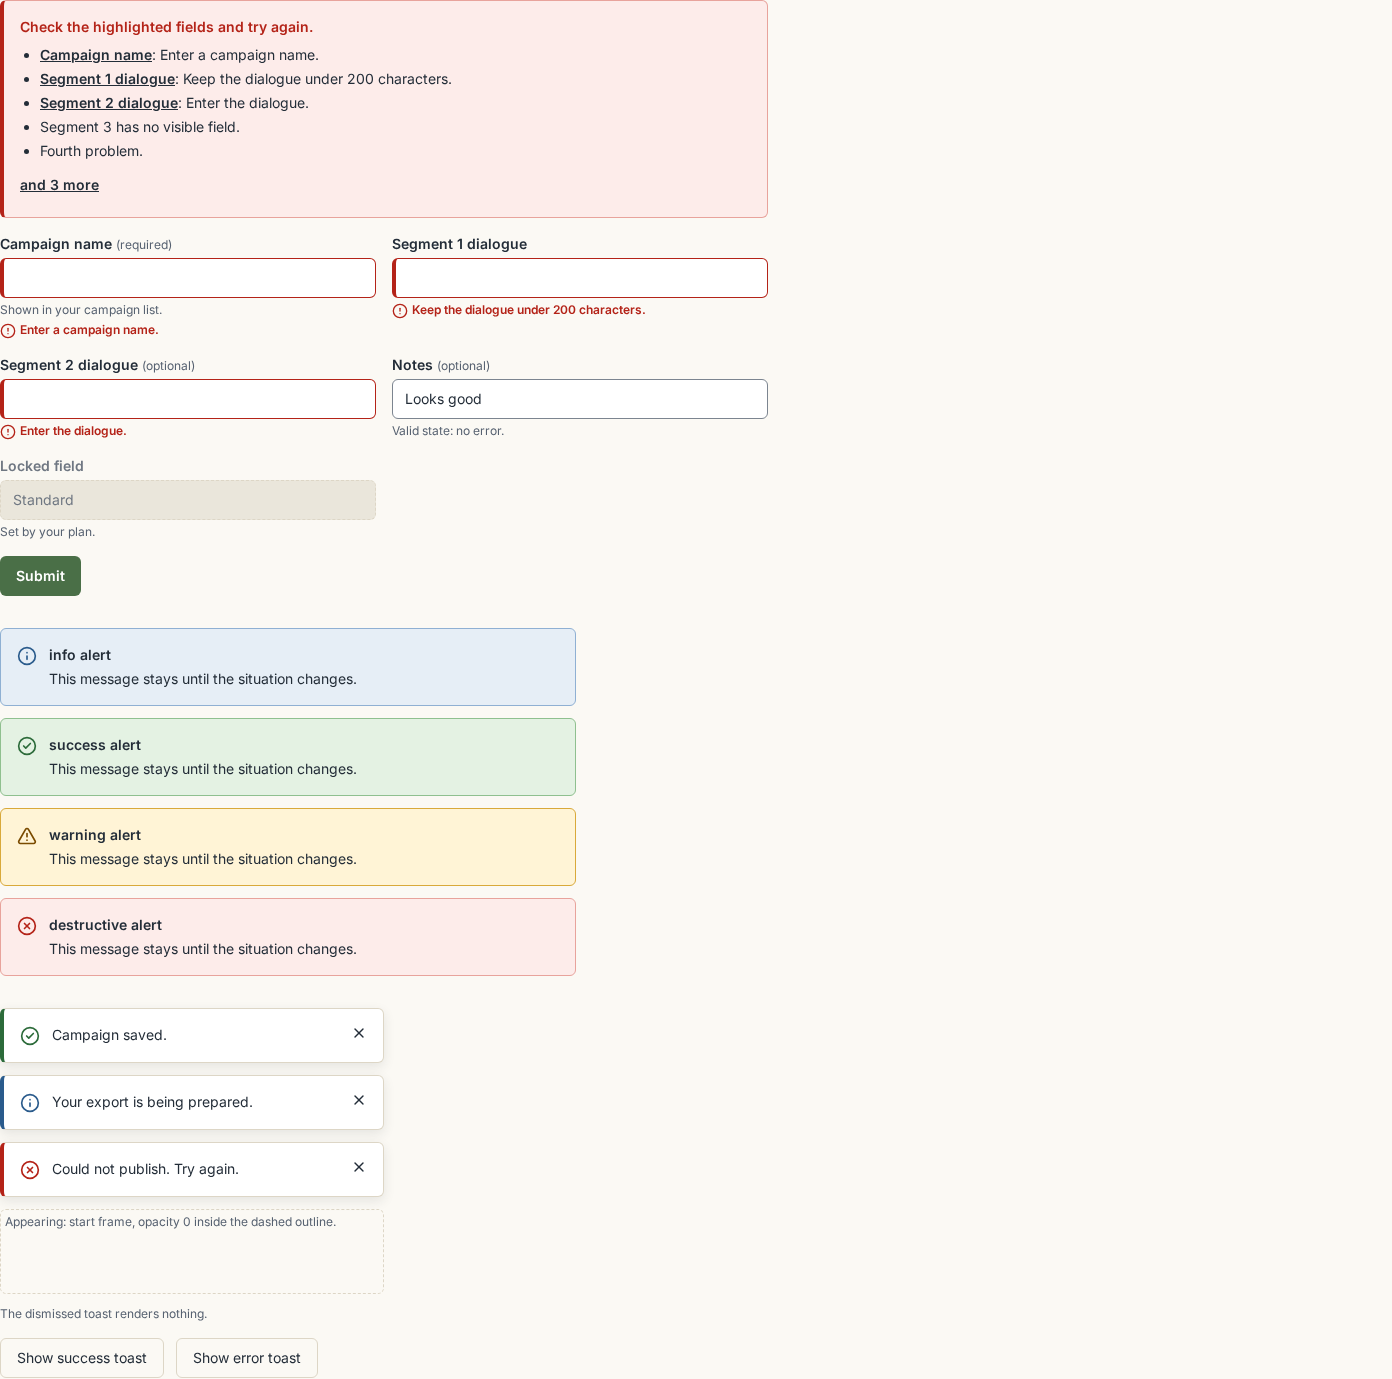 Check the highlighted fields and try again.
Campaign name: Enter a campaign name.
Segment 1 dialogue: Keep the dialogue under 200 characters.
Segment 2 dialogue: Enter the dialogue.
Segment 3 has no visible field.
Fourth problem.
and 3 more
Campaign name (required)
Shown in your campaign list.
Enter a campaign name.
Segment 1 dialogue
Keep the dialogue under 200 characters.
Segment 2 dialogue (optional)
Enter the dialogue.
Notes (optional)
Looks good
Valid state: no error.
Locked field
Standard
Set by your plan.
Submit
info alert
This message stays until the situation changes.
success alert
This message stays until the situation changes.
warning alert
This message stays until the situation changes.
destructive alert
This message stays until the situation changes.
Campaign saved.
Your export is being prepared.
Could not publish. Try again.
Appearing: start frame, opacity 0 inside the dashed outline.
The dismissed toast renders nothing.
Show success toast
Show error toast